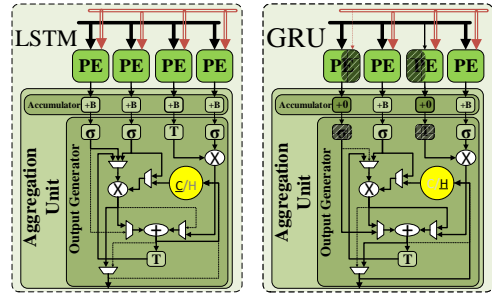 LSTM
PE PE PE PE
Accumulator +B +B +B +B
σ σ T σ
X
X
C/H
+
T
Output Generator
Aggregation
Unit
GRU
PE PE PE PE
Accumulator +0 +B +0 +B
σ σ T σ
X
X
H
+
T
Output Generator
Aggregation
Unit